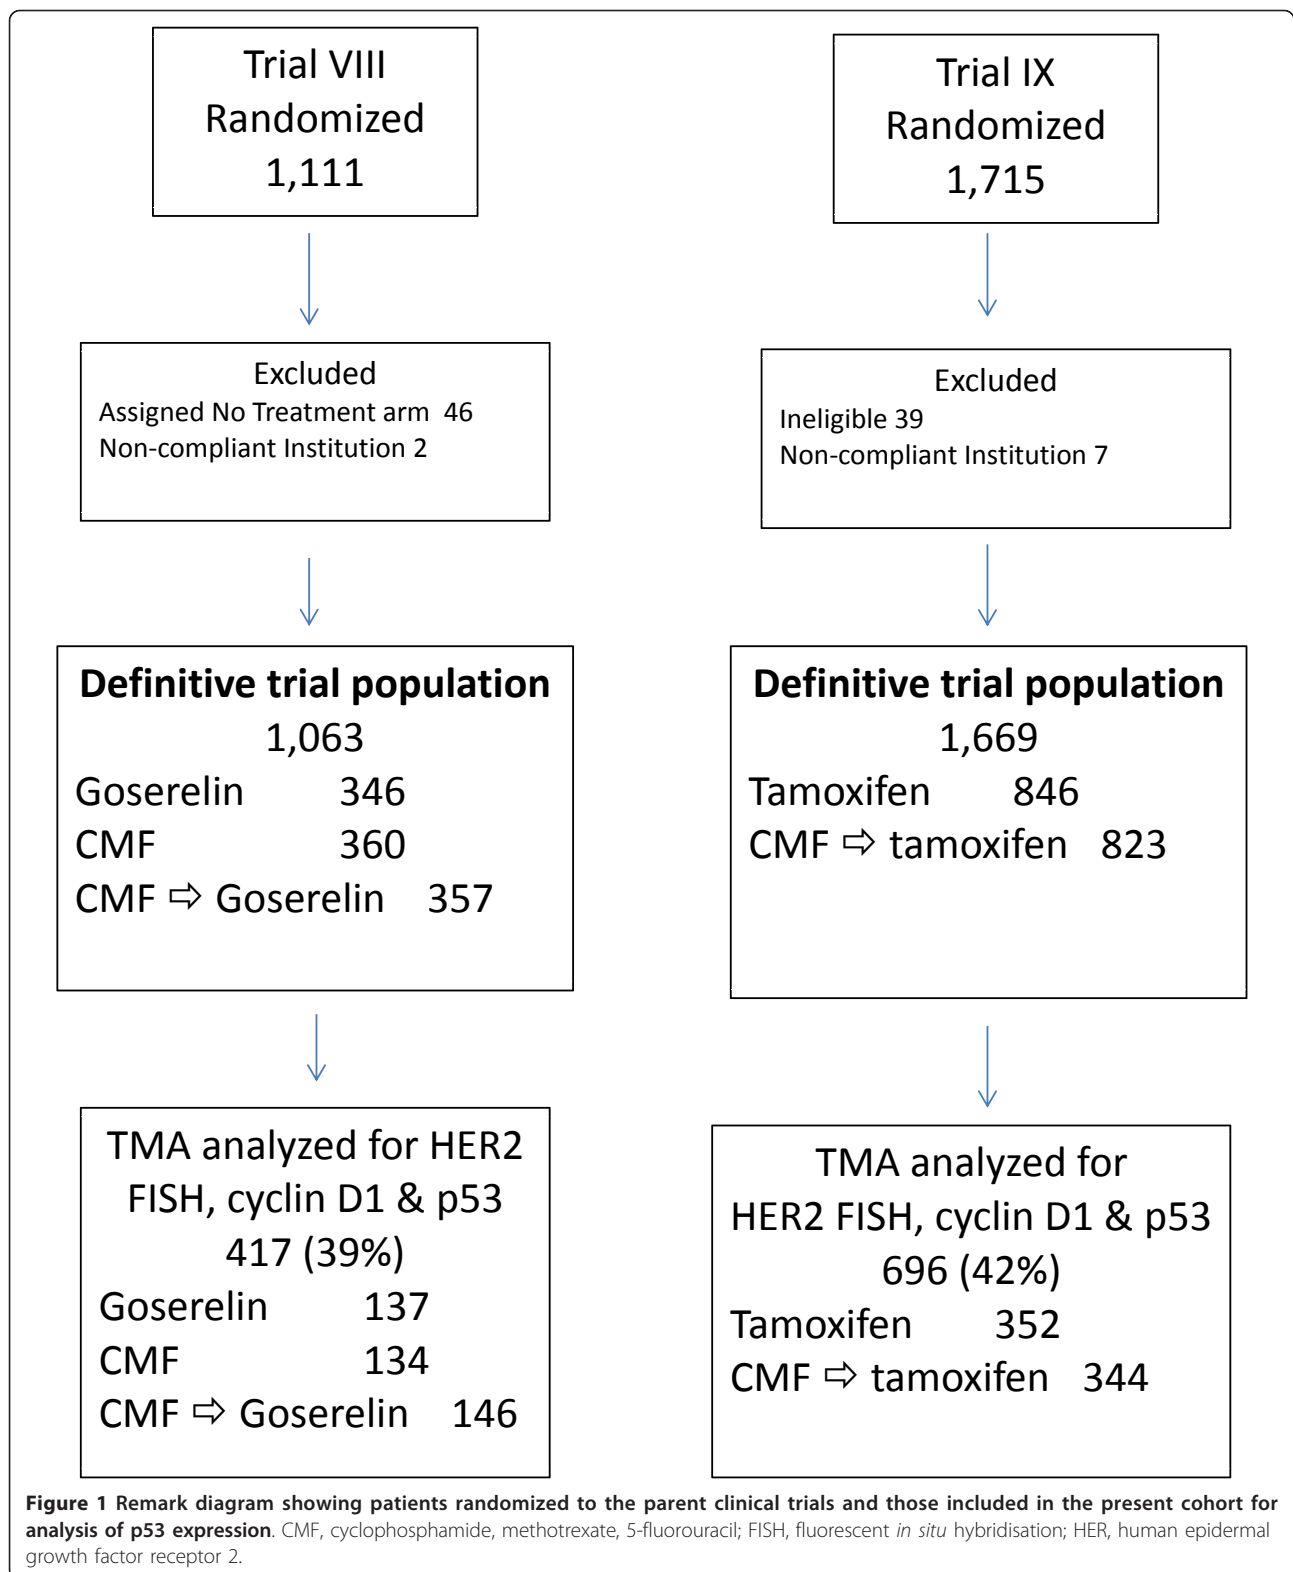 Trial VIII
Randomized
1,111
Excluded
Assigned No Treatment arm 46
Non-compliant Institution 2
Definitive trial population
1,063
Goserelin 346
CMF 360
CMF ⇨ Goserelin 357
TMA analyzed for HER2
FISH, cyclin D1 & p53
417 (39%)
Goserelin 137
CMF 134
CMF ⇨ Goserelin 146
Trial IX
Randomized
1,715
Excluded
Ineligible 39
Non-compliant Institution 7
Definitive trial population
1,669
Tamoxifen 846
CMF ⇨ tamoxifen 823
TMA analyzed for
HER2 FISH, cyclin D1 & p53
696 (42%)
Tamoxifen 352
CMF ⇨ tamoxifen 344
Figure 1 Remark diagram showing patients randomized to the parent clinical trials and those included in the present cohort for
analysis of p53 expression. CMF, cyclophosphamide, methotrexate, 5-fluorouracil; FISH, fluorescent in situ hybridisation; HER, human epidermal
growth factor receptor 2.